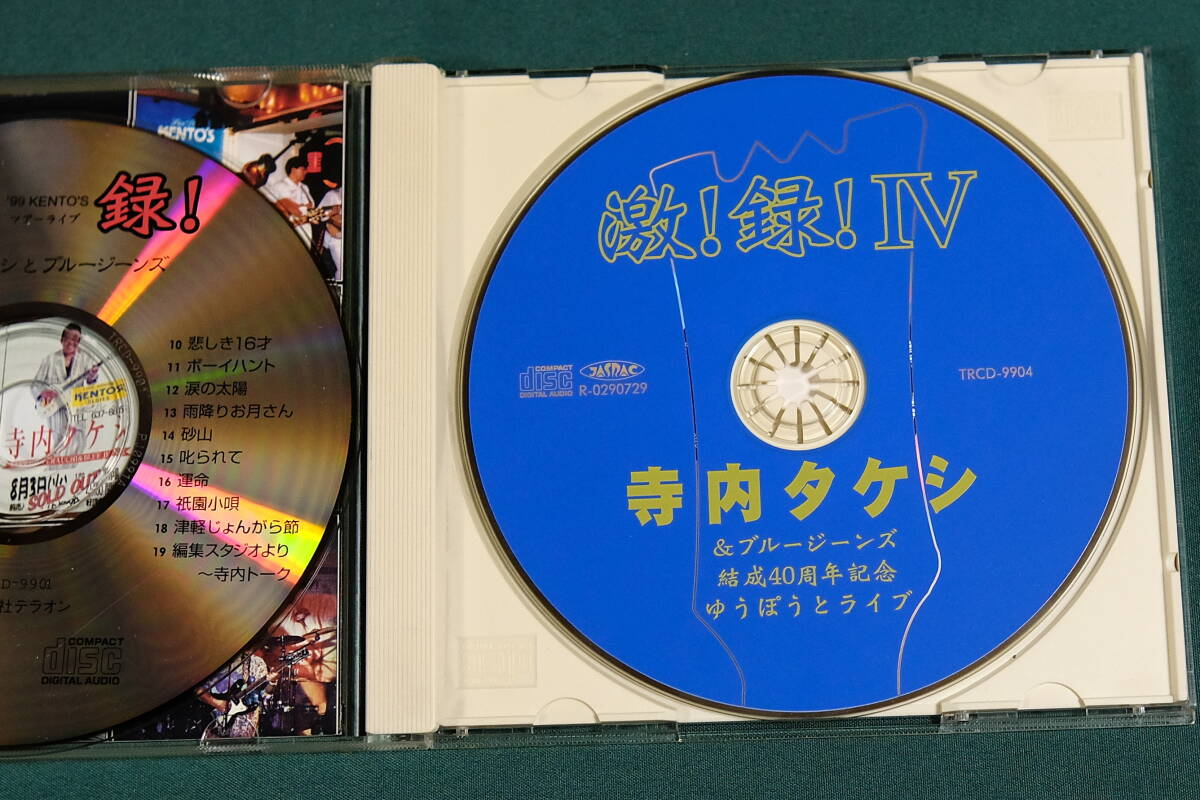 KENTO'S
'99 KENTO'S
ツアーライブ
録!
シとブルージーンズ
10 悲しき16才
11 ボーイハント
12 涙の太陽
13 雨降りお月さん
14 砂山
15 叱られて
16 運命
17 祇園小唄
18 津軽じょんがら節
19 編集スタジオより
～寺内トーク
KENTO'S
寺内タケシ
8月3日(火)
SOLD OUT
D-9901
社テラオン
COMPACT
disc
DIGITAL AUDIO
激!録!IV
COMPACT
disc
DIGITAL AUDIO
JASRAC
R-0290729
TRCD-9904
寺内タケシ
&ブルージーンズ
結成40周年記念
ゆうぽうとライブ